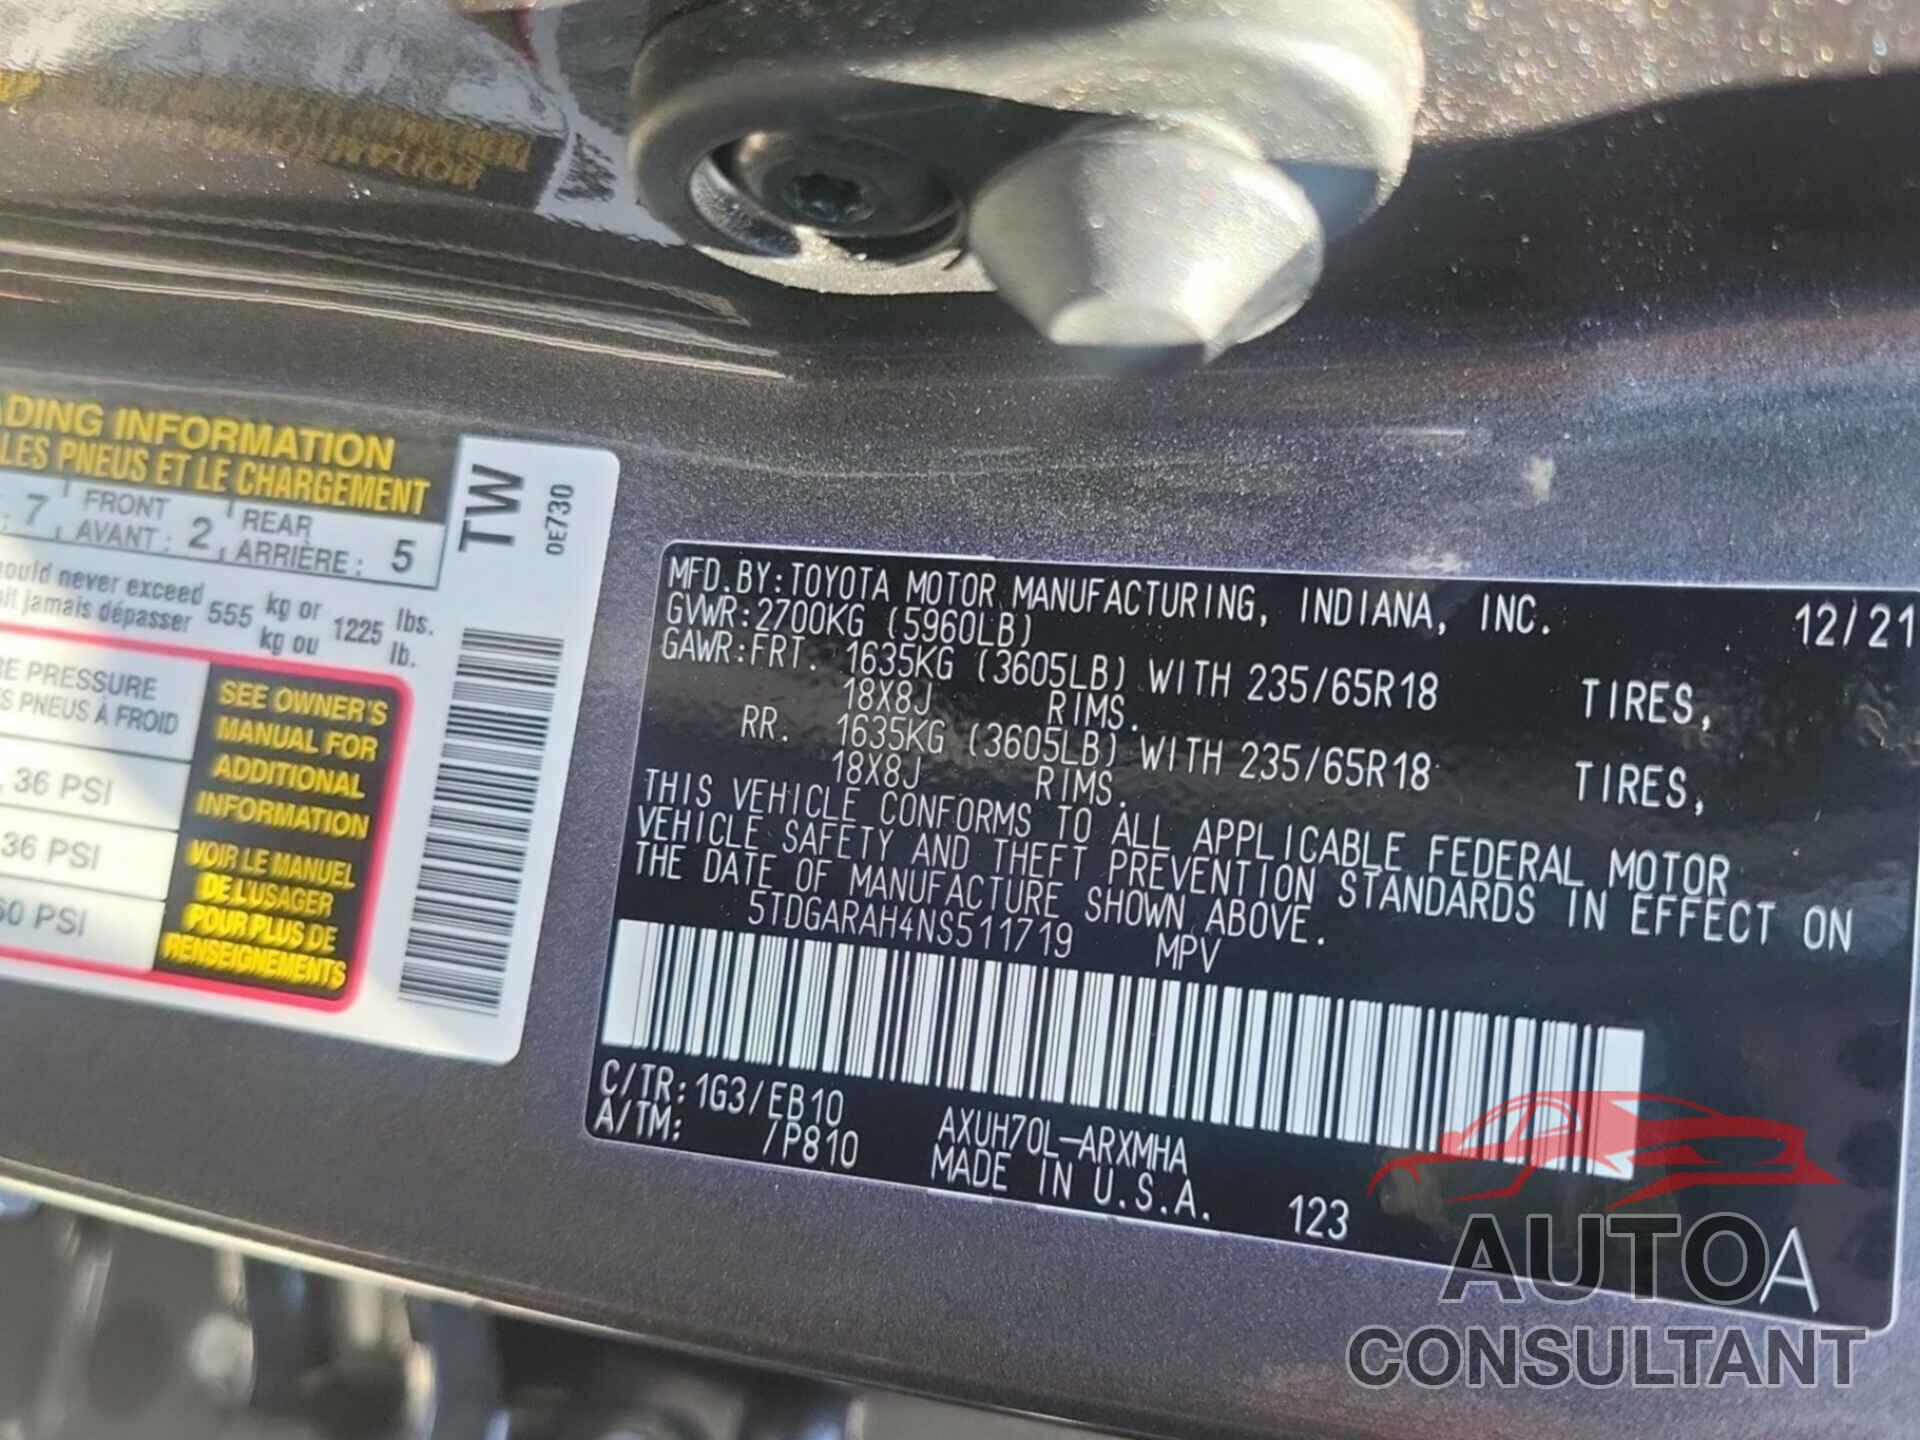 ADING INFORMATION
LES PNEUS ET LE CHARGEMENT
: 7 FRONT AVANT : 2 REAR ARRIÈRE : 5
ould never exceed 555 kg or 1225 lbs.
oit jamais dépasser kg ou lb.
RE PRESSURE
S PNEUS À FROID
, 36 PSI
36 PSI
60 PSI
SEE OWNER'S
MANUAL FOR
ADDITIONAL
INFORMATION
VOIR LE MANUEL
DE L'USAGER
POUR PLUS DE
RENSEIGNEMENTS
TW
0E730
MFD.BY:TOYOTA MOTOR MANUFACTURING, INDIANA, INC. 12/21
GVWR:2700KG (5960LB)
GAWR:FRT. 1635KG (3605LB) WITH 235/65R18 TIRES,
18X8J RIMS.
RR. 1635KG (3605LB) WITH 235/65R18 TIRES,
18X8J RIMS.
THIS VEHICLE CONFORMS TO ALL APPLICABLE FEDERAL MOTOR
VEHICLE SAFETY AND THEFT PREVENTION STANDARDS IN EFFECT ON
THE DATE OF MANUFACTURE SHOWN ABOVE.
5TDGARAH4NS511719 MPV
C/TR:1G3/EB10 AXUH70L-ARXMHA
A/TM: /P810 MADE IN U.S.A. 123
A
AUTO
CONSULTANT